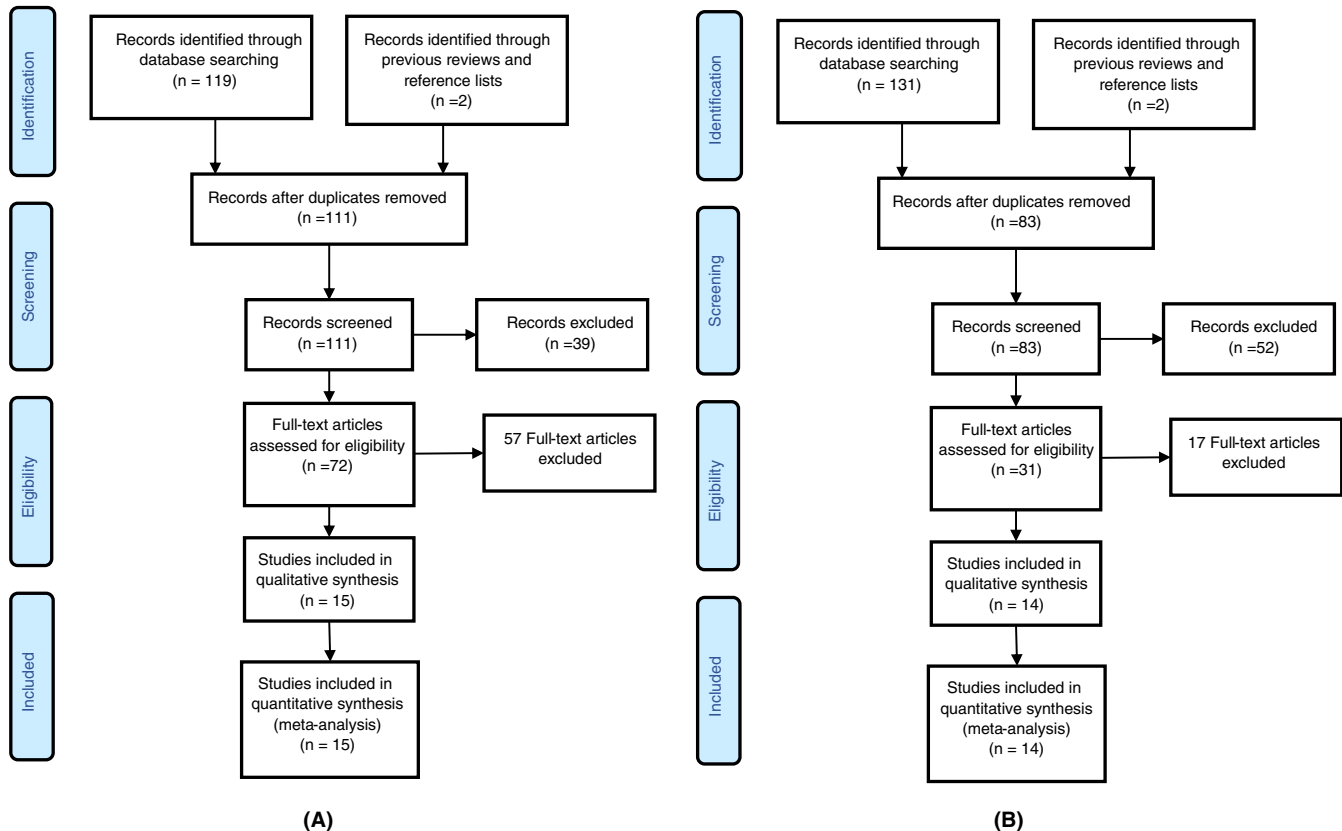 Identification
Screening
Eligibility
Included
Records identified through
database searching
(n = 119)
Records identified through
previous reviews and
reference lists
(n =2)
Records after duplicates removed
(n =111)
Records screened
(n =111)
Records excluded
(n =39)
Full-text articles
assessed for eligibility
(n =72)
57 Full-text articles
excluded
Studies included in
qualitative synthesis
(n = 15)
Studies included in
quantitative synthesis
(meta-analysis)
(n = 15)
(A)
Identification
Screening
Eligibility
Included
Records identified through
database searching
(n = 131)
Records identified through
previous reviews and
reference lists
(n =2)
Records after duplicates removed
(n =83)
Records screened
(n =83)
Records excluded
(n =52)
Full-text articles
assessed for eligibility
(n =31)
17 Full-text articles
excluded
Studies included in
qualitative synthesis
(n = 14)
Studies included in
quantitative synthesis
(meta-analysis)
(n = 14)
(B)